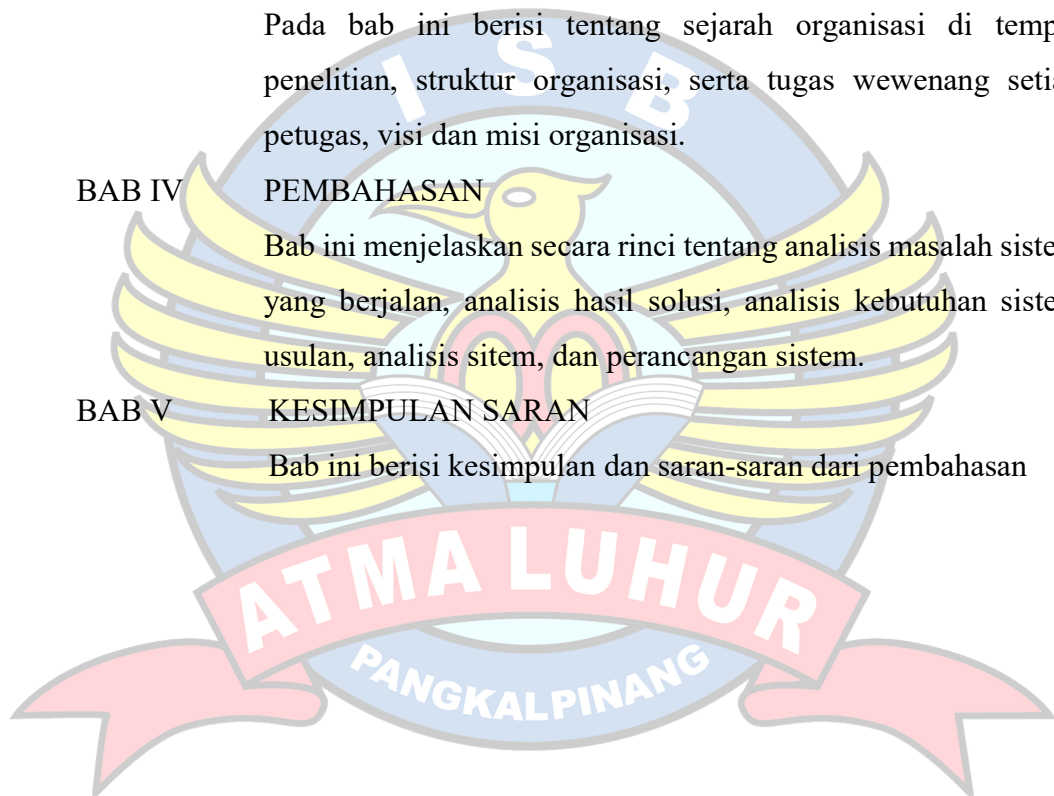 Pada bab ini berisi tentang sejarah organisasi di temp
penelitian, struktur organisasi, serta tugas wewenang setia
petugas, visi dan misi organisasi.
BAB IV PEMBAHASAN
Bab ini menjelaskan secara rinci tentang analisis masalah siste
yang berjalan, analisis hasil solusi, analisis kebutuhan siste
usulan, analisis sitem, dan perancangan sistem.
BAB V KESIMPULAN SARAN
Bab ini berisi kesimpulan dan saran-saran dari pembahasan
I S B
ATMA LUHUR
PANGKALPINANG